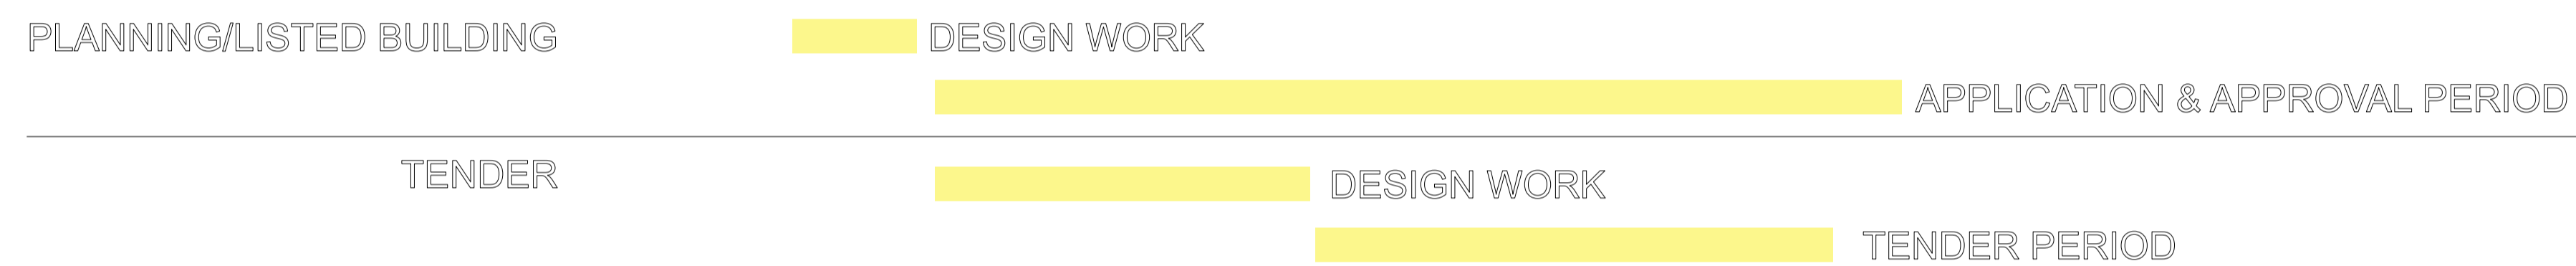 PLANNING/LISTED BUILDING DESIGN WORK
APPLICATION & APPROVAL PERIOD
TENDER DESIGN WORK
TENDER PERIOD